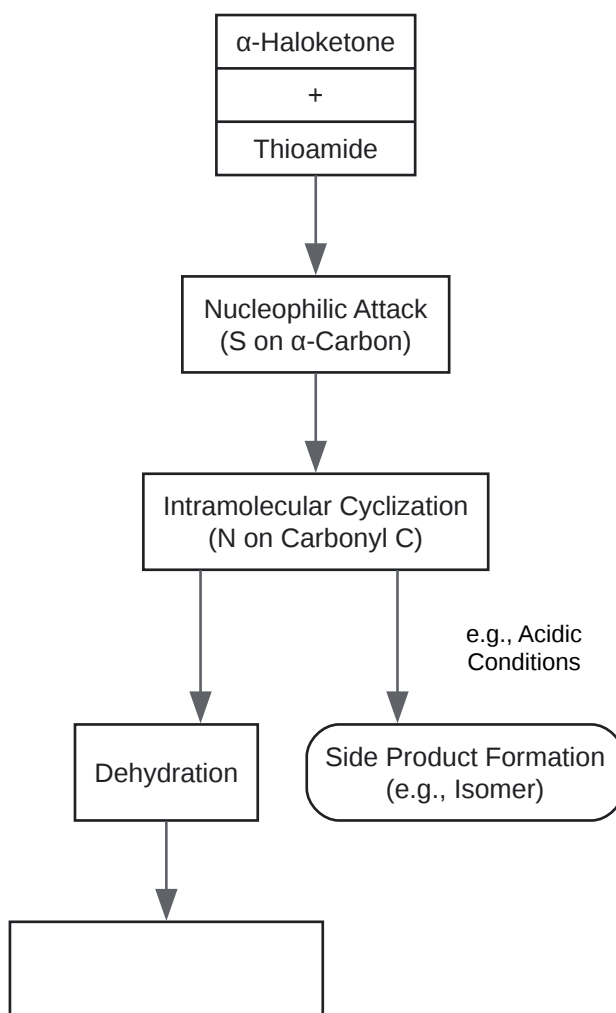 α-Haloketone
+
Thioamide
Nucleophilic Attack
(S on α-Carbon)
Intramolecular Cyclization
(N on Carbonyl C)
e.g., Acidic
Conditions
Dehydration
Side Product Formation
(e.g., Isomer)